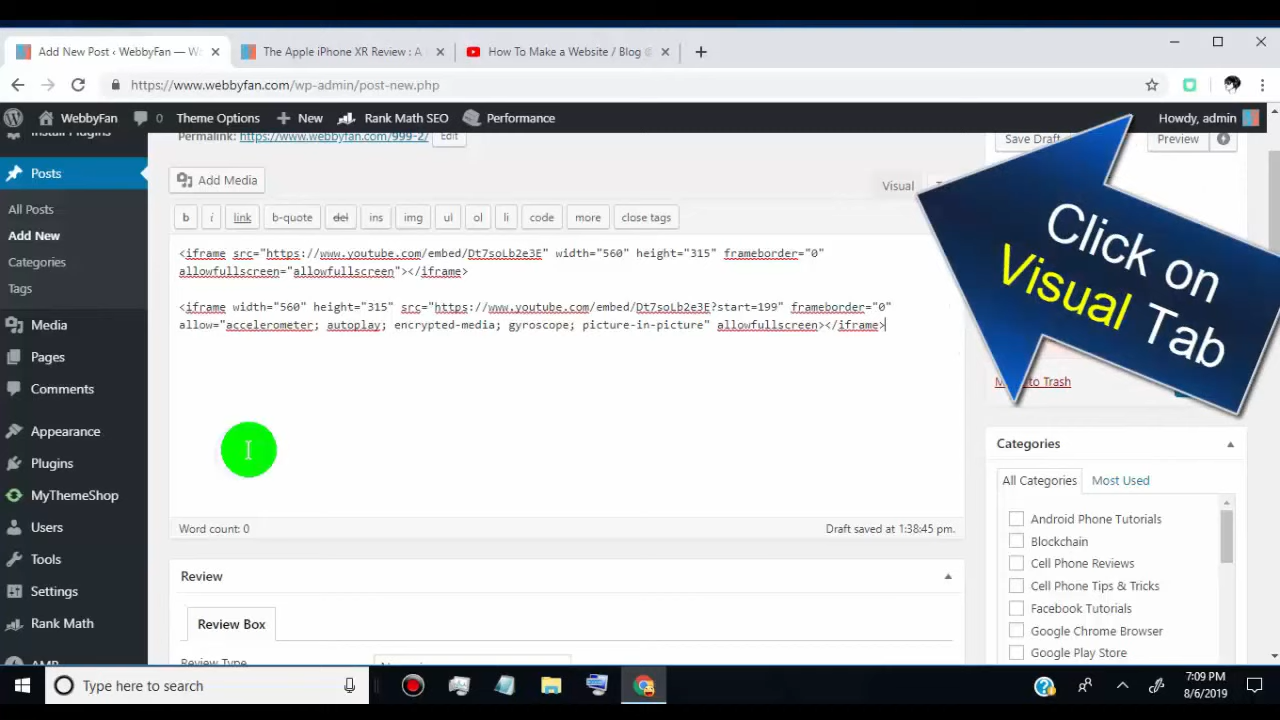 Add New Post ‹ WebbyFan — W
The Apple iPhone XR Review : A
How To Make a Website / Blog
https://www.webbyfan.com/wp-admin/post-new.php
WebbyFan
0
Theme Options
New
Rank Math SEO
Performance
Howdy, admin
Install Plugins
Permalink: https://www.webbyfan.com/999-2/ Edit
Save Draft
Preview
Posts
Add Media
Visual
All Posts
Add New
Categories
Tags
Media
Pages
Comments
Appearance
Plugins
MyThemeShop
Users
Tools
Settings
Rank Math
AMP
b i link b-quote del ins img ul ol li code more close tags
<iframe src="https://www.youtube.com/embed/Dt7soLb2e3E" width="560" height="315" frameborder="0"
allowfullscreen="allowfullscreen"></iframe>
<iframe width="560" height="315" src="https://www.youtube.com/embed/Dt7soLb2e3E?start=199" frameborder="0"
allow="accelerometer; autoplay; encrypted-media; gyroscope; picture-in-picture" allowfullscreen></iframe>
Click on
Visual Tab
to Trash
Word count: 0
Draft saved at 1:38:45 pm.
Review
Review Box
Review Type
Categories
All Categories
Most Used
Android Phone Tutorials
Blockchain
Cell Phone Reviews
Cell Phone Tips & Tricks
Facebook Tutorials
Google Chrome Browser
Google Play Store
Type here to search
7:09 PM
8/6/2019